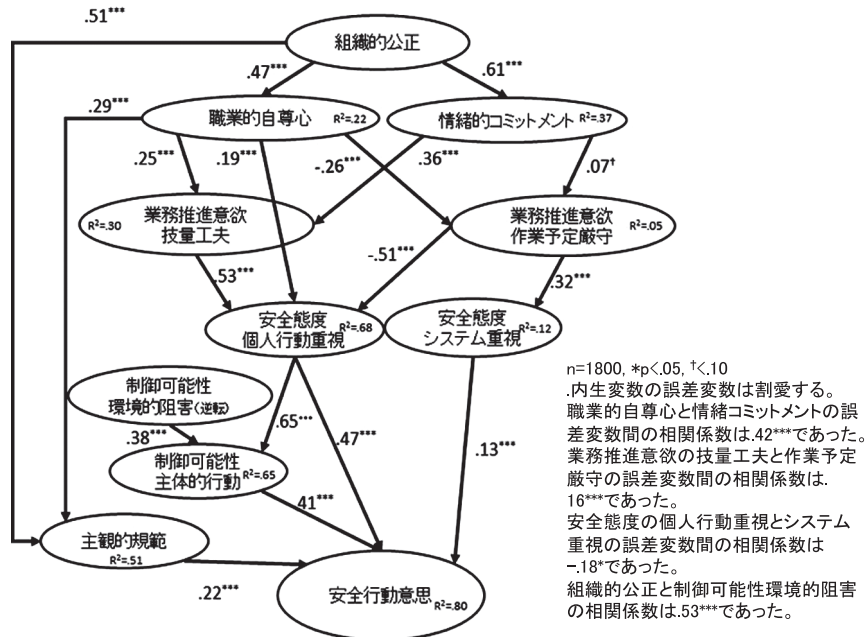 .51***
組織的公正
.47***
.61***
.29***
職業的自尊心 R²=.22
情緒的コミットメント R²=.37
.25***
.19***
-.26***
.36***
.07†
業務推進意欲
技量工夫
R²=.30
業務推進意欲
作業予定厳守
R²=.05
.53***
-.51***
.32***
安全態度
個人行動重視
R²=.68
安全態度
システム重視
R²=.12
制御可能性
環境的阻害(逆転)
.38***
.65***
.47***
.13***
制御可能性
主体的行動
R²=.65
.41***
主観的規範
R²=.51
.22***
安全行動意思 R²=.80
n=1800, *p<.05, †<.10
.内生変数の誤差変数は割愛する。
職業的自尊心と情緒コミットメントの誤
差変数間の相関係数は.42***であった。
業務推進意欲の技量工夫と作業予定
厳守の誤差変数間の相関係数は.
16***であった。
安全態度の個人行動重視とシステム
重視の誤差変数間の相関係数は
-.18*であった。
組織的公正と制御可能性環境的阻害
の相関係数は.53***であった。